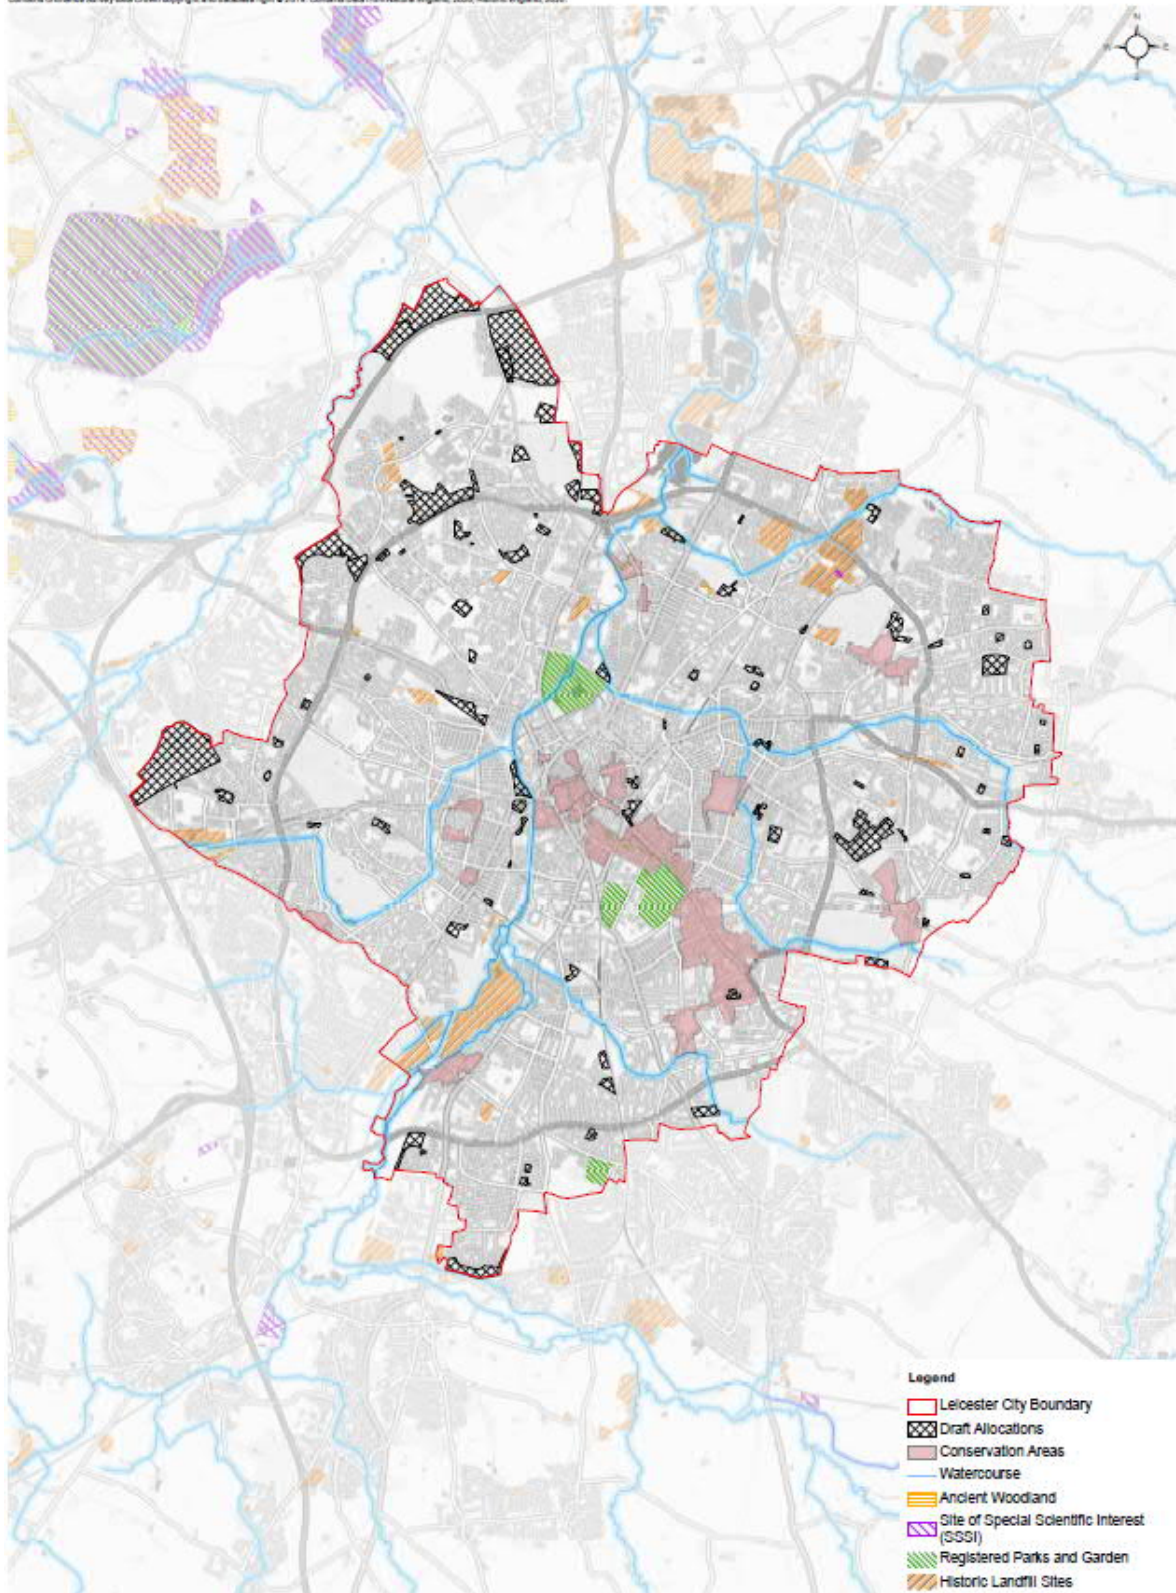 N
Legend
Leicester City Boundary
Draft Allocations
Conservation Areas
Watercourse
Ancient Woodland
Site of Special Scientific Interest
(SSSI)
Registered Parks and Garden
Historic Landfill Sites